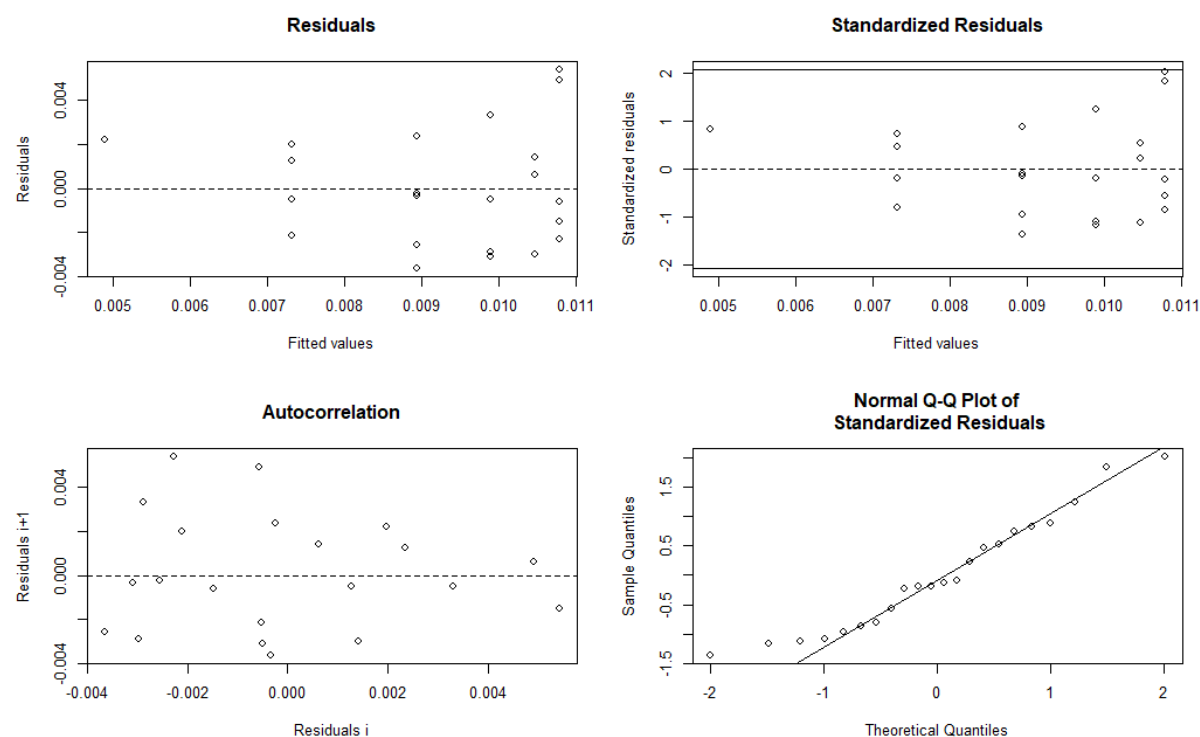 Residuals
Residuals
0.004
0.000
-0.004
0.005 0.006 0.007 0.008 0.009 0.010 0.011
Fitted values
Standardized Residuals
Standardized residuals
2
1
0
-1
-2
0.005 0.006 0.007 0.008 0.009 0.010 0.011
Fitted values
Autocorrelation
Residuals i+1
0.004
0.000
-0.004
-0.004 -0.002 0.000 0.002 0.004
Residuals i
Normal Q-Q Plot of
Standardized Residuals
Sample Quantiles
1.5
0.5
-0.5
-1.5
-2 -1 0 1 2
Theoretical Quantiles